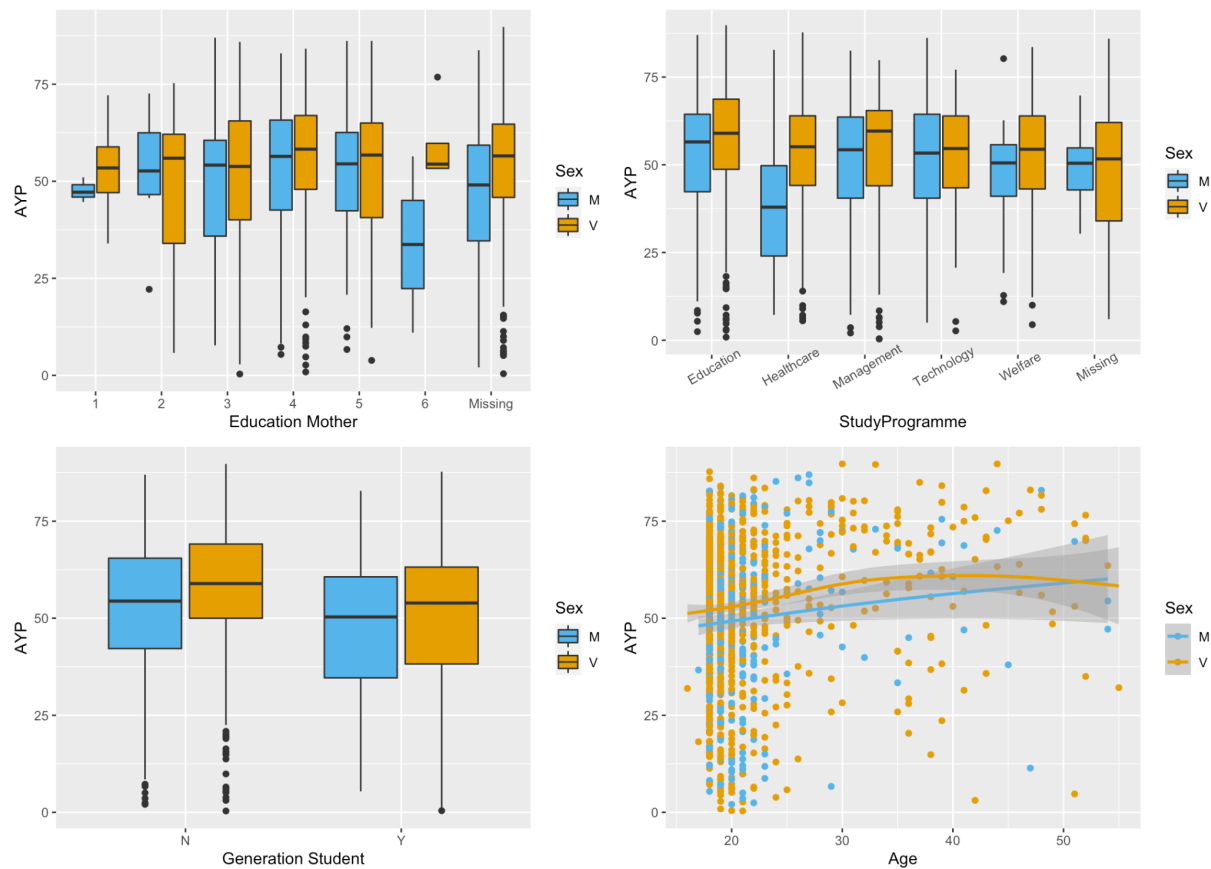 75
50
25
0
AYP
1 2 3 4 5 6 Missing
Education Mother
Sex
M
V
75
50
25
0
AYP
Education Healthcare Management Technology Welfare Missing
StudyProgramme
Sex
M
V
75
50
25
0
AYP
N Y
Generation Student
Sex
M
V
75
50
25
0
AYP
20 30 40 50
Age
Sex
M
V